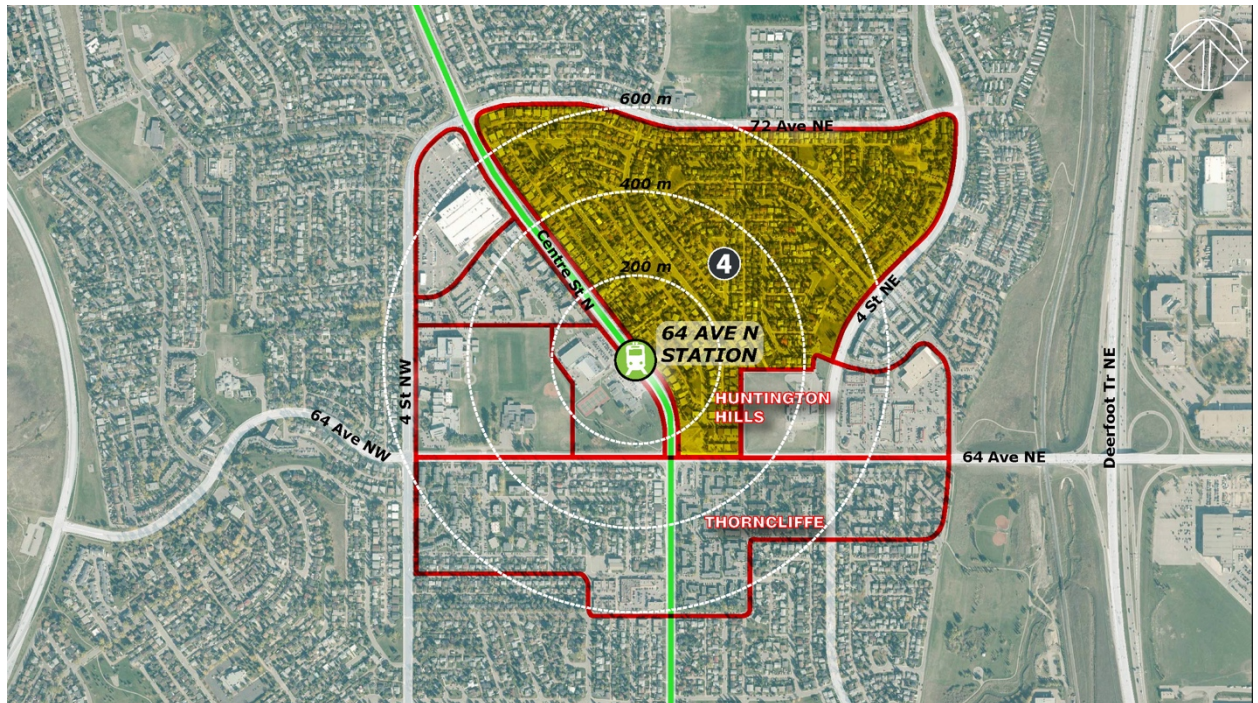 600 m
72 Ave NE
400 m
Centre St N
200 m
4
4 St NE
64 AVE N
STATION
4 St NW
64 Ave NW
HUNTINGTON
HILLS
64 Ave NE
Deerfoot Tr NE
THORNCLIFFE